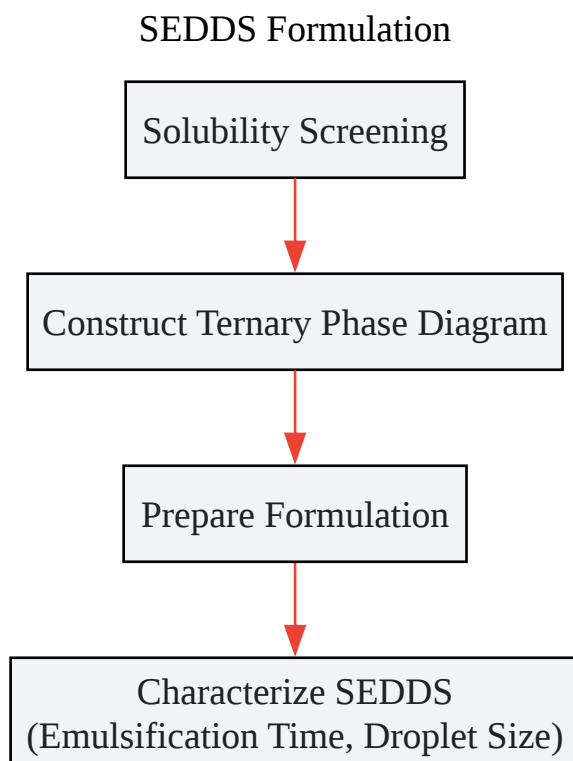 SEDDS Formulation
Solubility Screening
Construct Ternary Phase Diagram
Prepare Formulation
Characterize SEDDS
(Emulsification Time, Droplet Size)